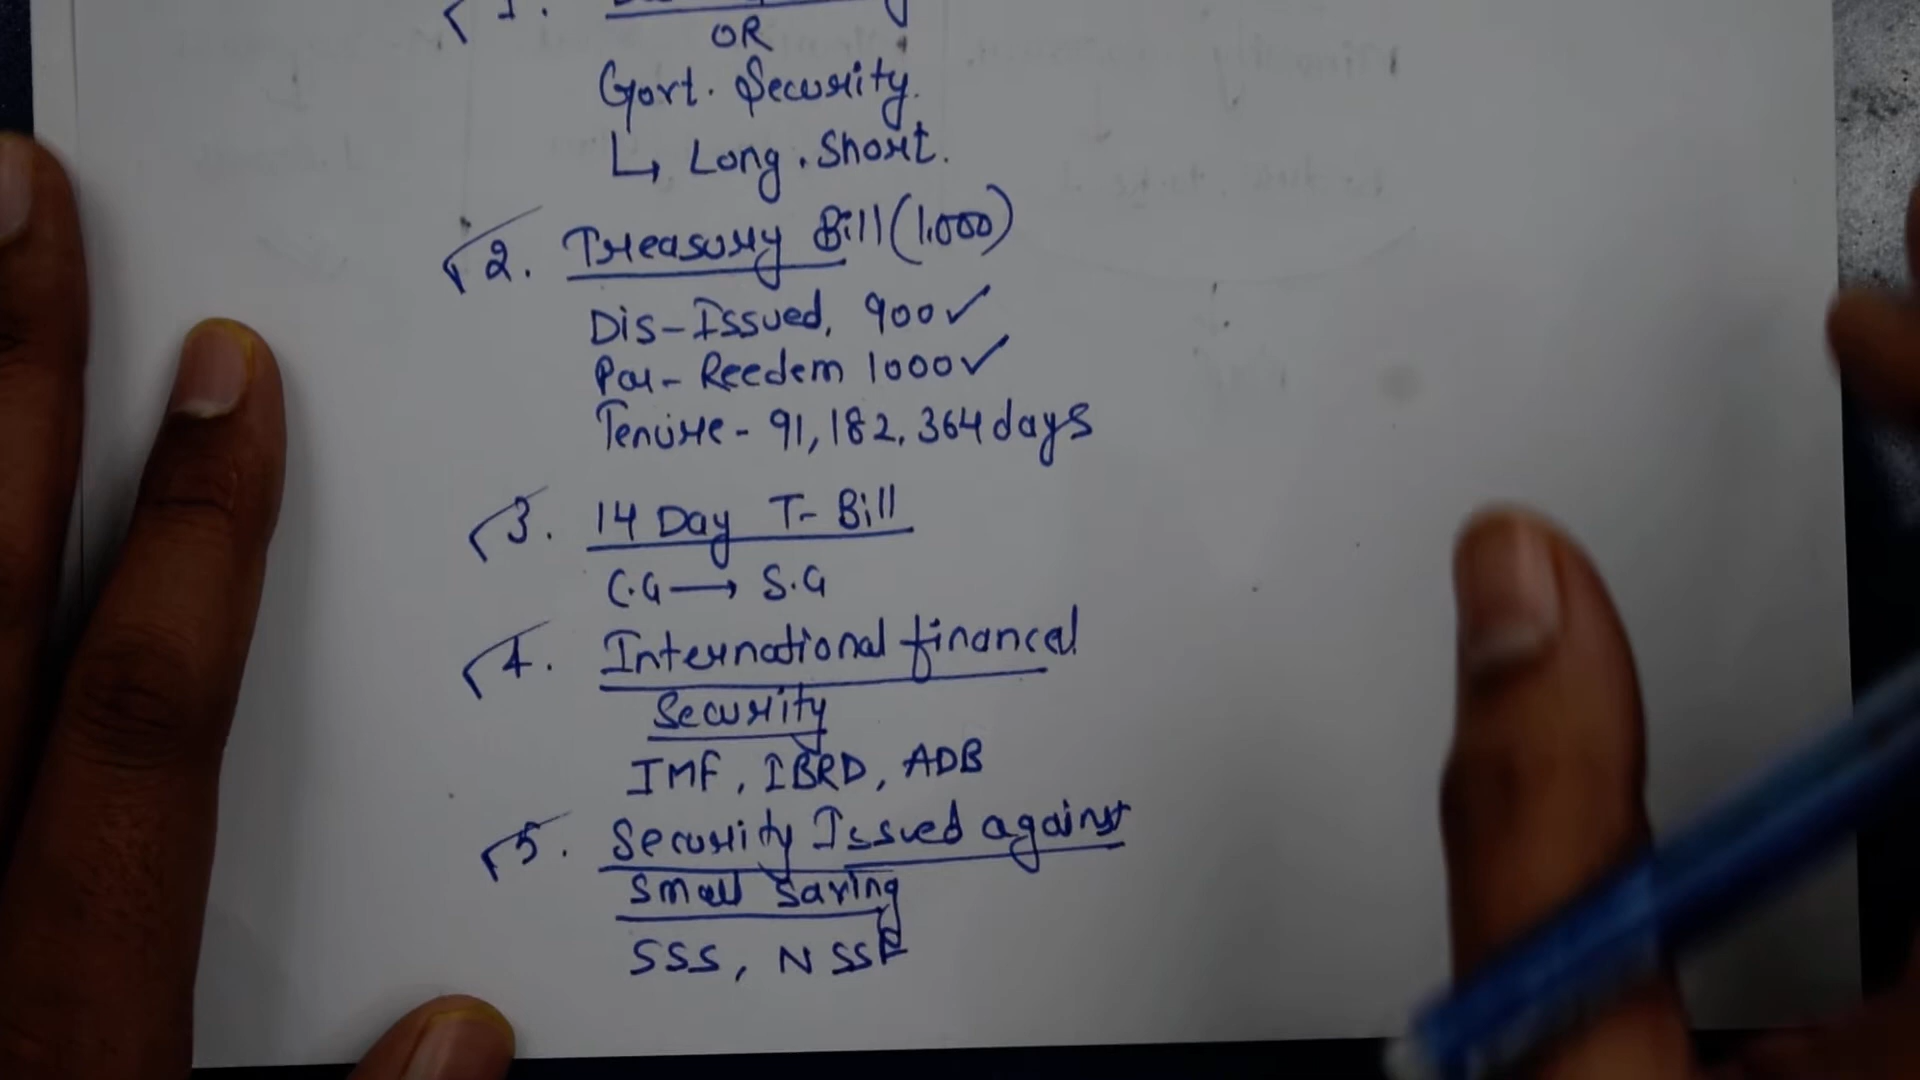 1.
OR
Govt. Security.
↳ Long. Short.
2. Treasury Bill (1,000)
Dis-Issued, 900✓
Par- Reedem 1000✓
Tenure - 91, 182, 364 days
3. 14 Day T- Bill
C.G → S.G
4. International financal
Security
IMF, IBRD, ADB
5. Security Issued against
Small Saving
SSS, NSSF